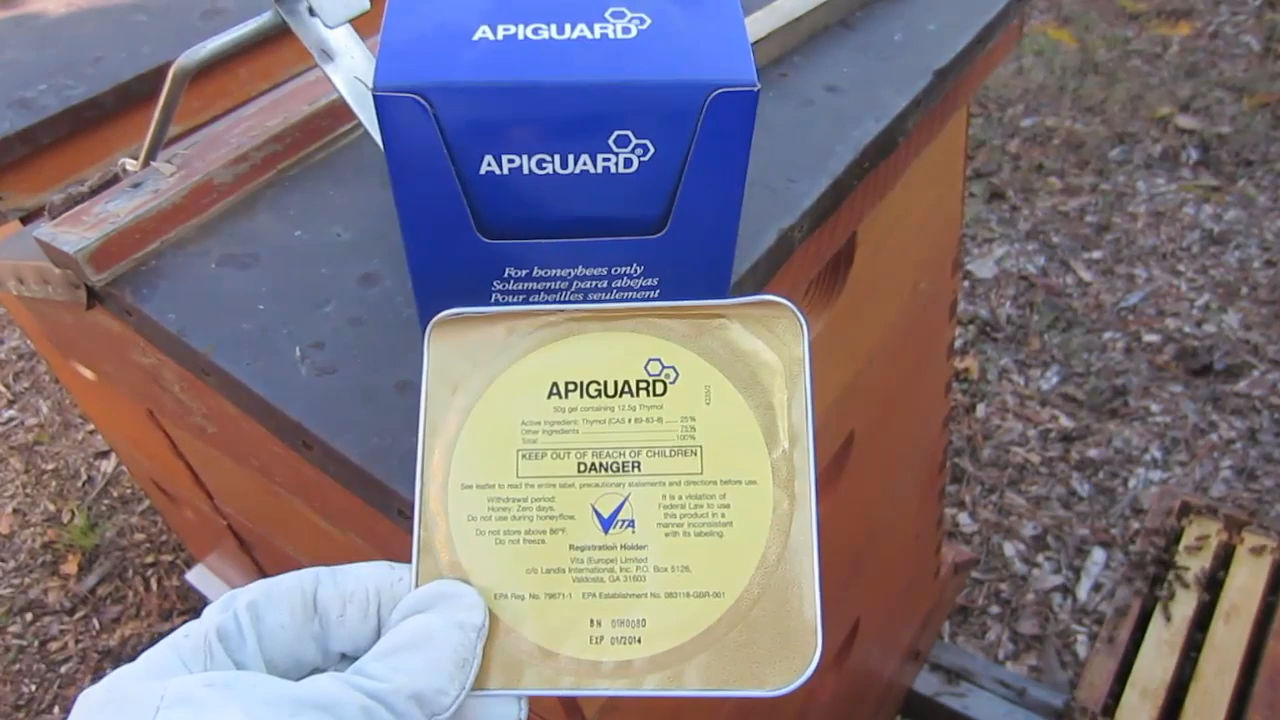 APIGUARD®
APIGUARD®
For honeybees only
Solamente para abejas
Pour abeilles seulement
APIGUARD®
50g gel containing 12.5g Thymol
Active Ingredient: Thymol (CAS # 89-83-8) ...... 25%
Other Ingredients ........ 75%
Total ........ 100%
KEEP OUT OF REACH OF CHILDREN
DANGER
See leaflet to read the entire label, precautionary statements and directions before use.
Withdrawal period:
Honey: Zero days.
Do not use during honeyflow.
Do not store above 86°F.
Do not freeze.
VITA®
It is a violation of
Federal Law to use
this product in a
manner inconsistent
with its labeling.
Registration Holder:
Vita (Europe) Limited
c/o Landis International, Inc. P.O. Box 5126,
Valdosta, GA 31603
EPA Reg. No. 79671-1 EPA Establishment No. 083118-GBR-001
BN 01H0080
EXP 01/2014